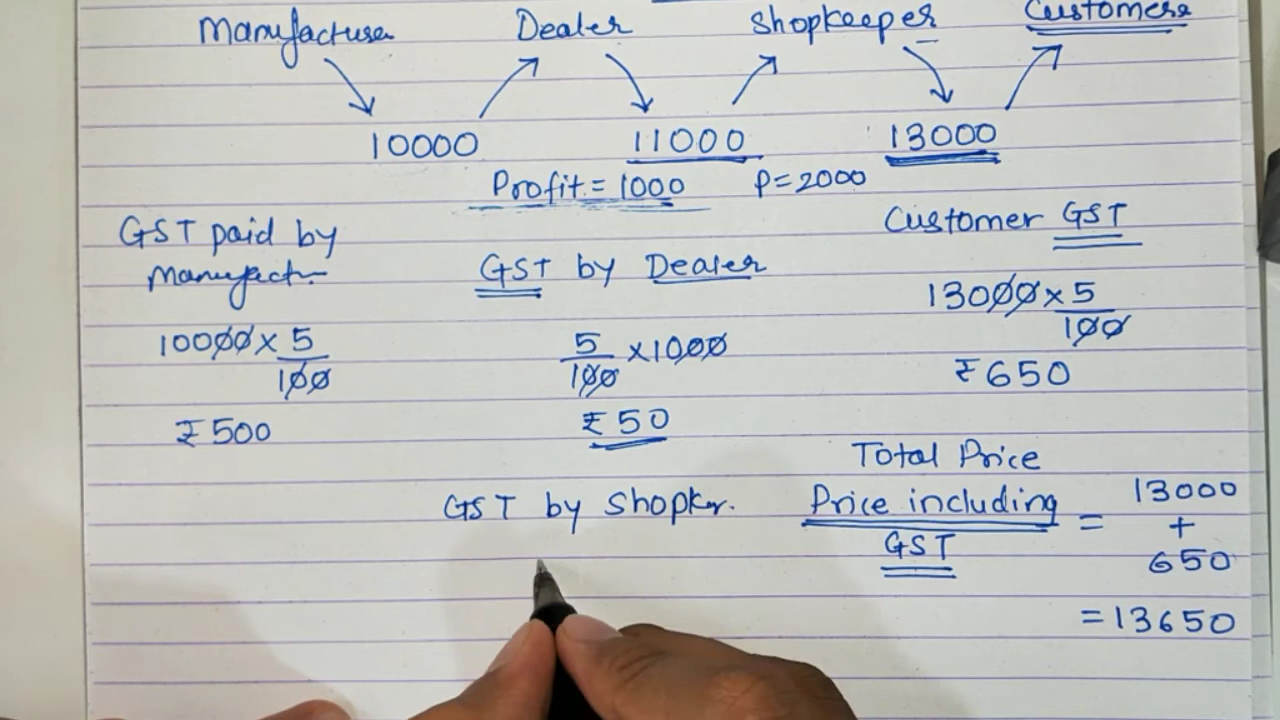 Manufacturer Dealer Shopkeeper Customers
10000 11000 13000
Profit = 1000 P=2000
GST paid by
Manufact.
10000 x 5
100
₹ 500
GST by Dealer
5 x 1000
100
₹ 50
GST by Shopkr.
Customer GST
13000 x 5
100
₹ 650
Total Price
Price including = 13000
GST + 
650
= 13650